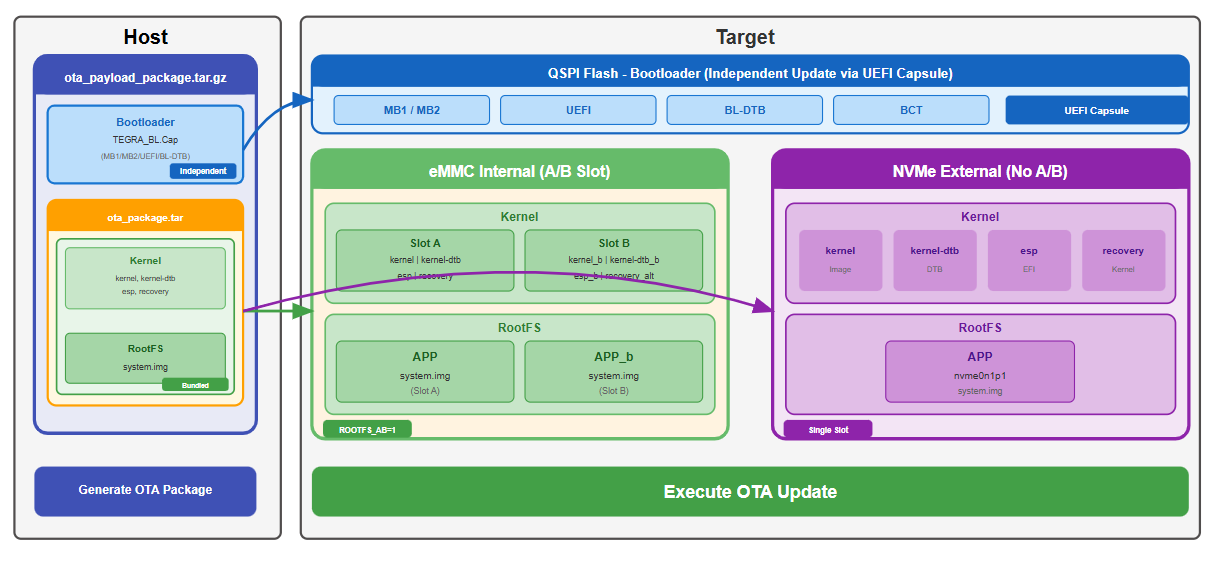 Host
ota_payload_package.tar.gz
Bootloader
TEGRA_BL.Cap
(MB1/MB2/UEFI/BL-DTB)
Independent
ota_package.tar
Kernel
kernel, kernel-dtb
esp, recovery
RootFS
system.img
Bundled
Generate OTA Package
Target
QSPI Flash - Bootloader (Independent Update via UEFI Capsule)
MB1 / MB2
UEFI
BL-DTB
BCT
UEFI Capsule
eMMC Internal (A/B Slot)
Kernel
Slot A
kernel | kernel-dtb
esp | recovery
Slot B
kernel_b | kernel-dtb_b
esp_b | recovery_alt
RootFS
APP
system.img
(Slot A)
APP_b
system.img
(Slot B)
ROOTFS_AB=1
NVMe External (No A/B)
Kernel
kernel
Image
kernel-dtb
DTB
esp
EFI
recovery
Kernel
RootFS
APP
nvme0n1p1
system.img
Single Slot
Execute OTA Update